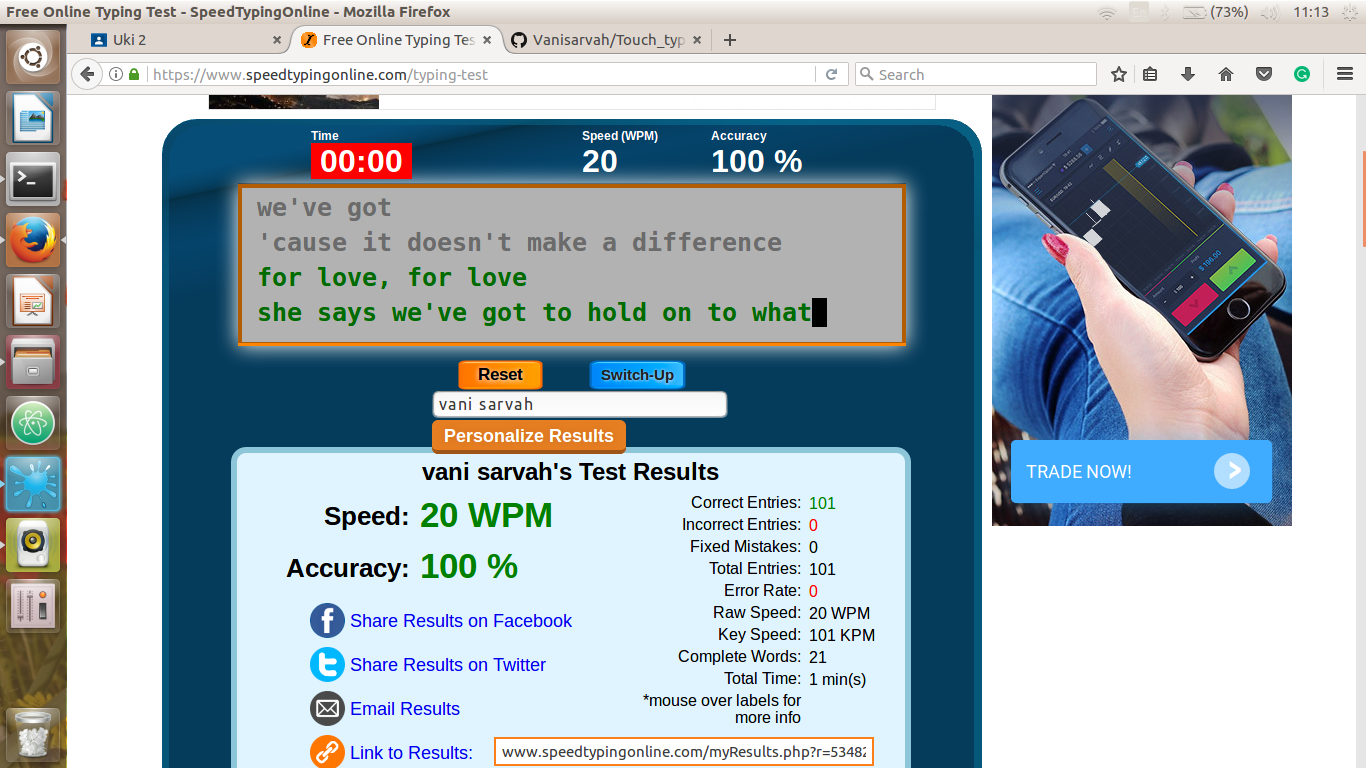 Free Online Typing Test - SpeedTypingOnline - Mozilla Firefox
(73%)
11:13
Uki 2
Free Online Typing Tes
Vanisarvah/Touch_typ
https://www.speedtypingonline.com/typing-test
Search
Time
Speed (WPM)
Accuracy
00:00
20
100 %
we've got
'cause it doesn't make a difference
for love, for love
she says we've got to hold on to what
Reset
Switch-Up
vani sarvah
Personalize Results
vani sarvah's Test Results
Speed: 20 WPM
Accuracy: 100 %
Correct Entries: 101
Incorrect Entries: 0
Fixed Mistakes: 0
Total Entries: 101
Error Rate: 0
Raw Speed: 20 WPM
Key Speed: 101 KPM
Complete Words: 21
Total Time: 1 min(s)
*mouse over labels for
more info
Share Results on Facebook
Share Results on Twitter
Email Results
Link to Results:
www.speedtypingonline.com/myResults.php?r=5348
TRADE NOW!